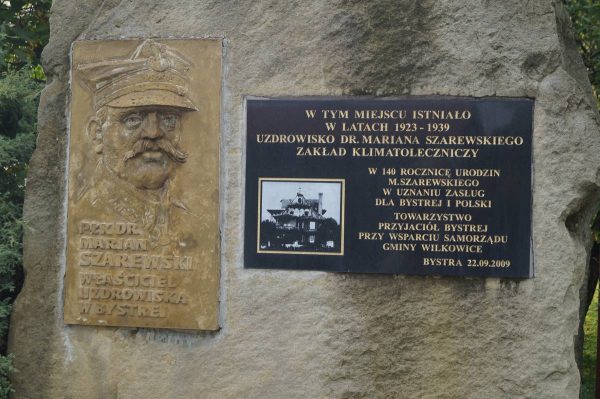 PPŁK DR.
MARIAN
SZAREWSKI
WŁAŚCICIEL
UZDROWISKA
W BYSTREJ
W TYM MIEJSCU ISTNIAŁO
W LATACH 1923 - 1939
UZDROWISKO DR. MARIANA SZAREWSKIEGO
ZAKŁAD KLIMATOLECZNICZY
W 140 ROCZNICĘ URODZIN
M.SZAREWSKIEGO
W UZNANIU ZASŁUG
DLA BYSTREJ I POLSKI
TOWARZYSTWO
PRZYJACIÓŁ BYSTREJ
PRZY WSPARCIU SAMORZĄDU
GMINY WILKOWICE
BYSTRA 22.09.2009